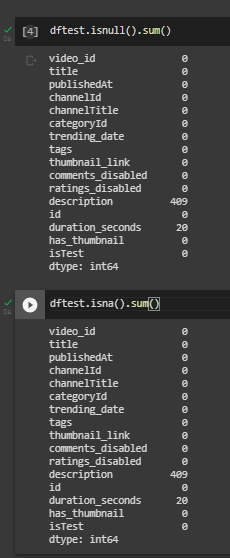 [4] dftest.isnull().sum()
0s
video_id 0
title 0
publishedAt 0
channelId 0
channelTitle 0
categoryId 0
trending_date 0
tags 0
thumbnail_link 0
comments_disabled 0
ratings_disabled 0
description 409
id 0
duration_seconds 20
has_thumbnail 0
isTest 0
dtype: int64
dftest.isna().sum()
0s
video_id 0
title 0
publishedAt 0
channelId 0
channelTitle 0
categoryId 0
trending_date 0
tags 0
thumbnail_link 0
comments_disabled 0
ratings_disabled 0
description 409
id 0
duration_seconds 20
has_thumbnail 0
isTest 0
dtype: int64